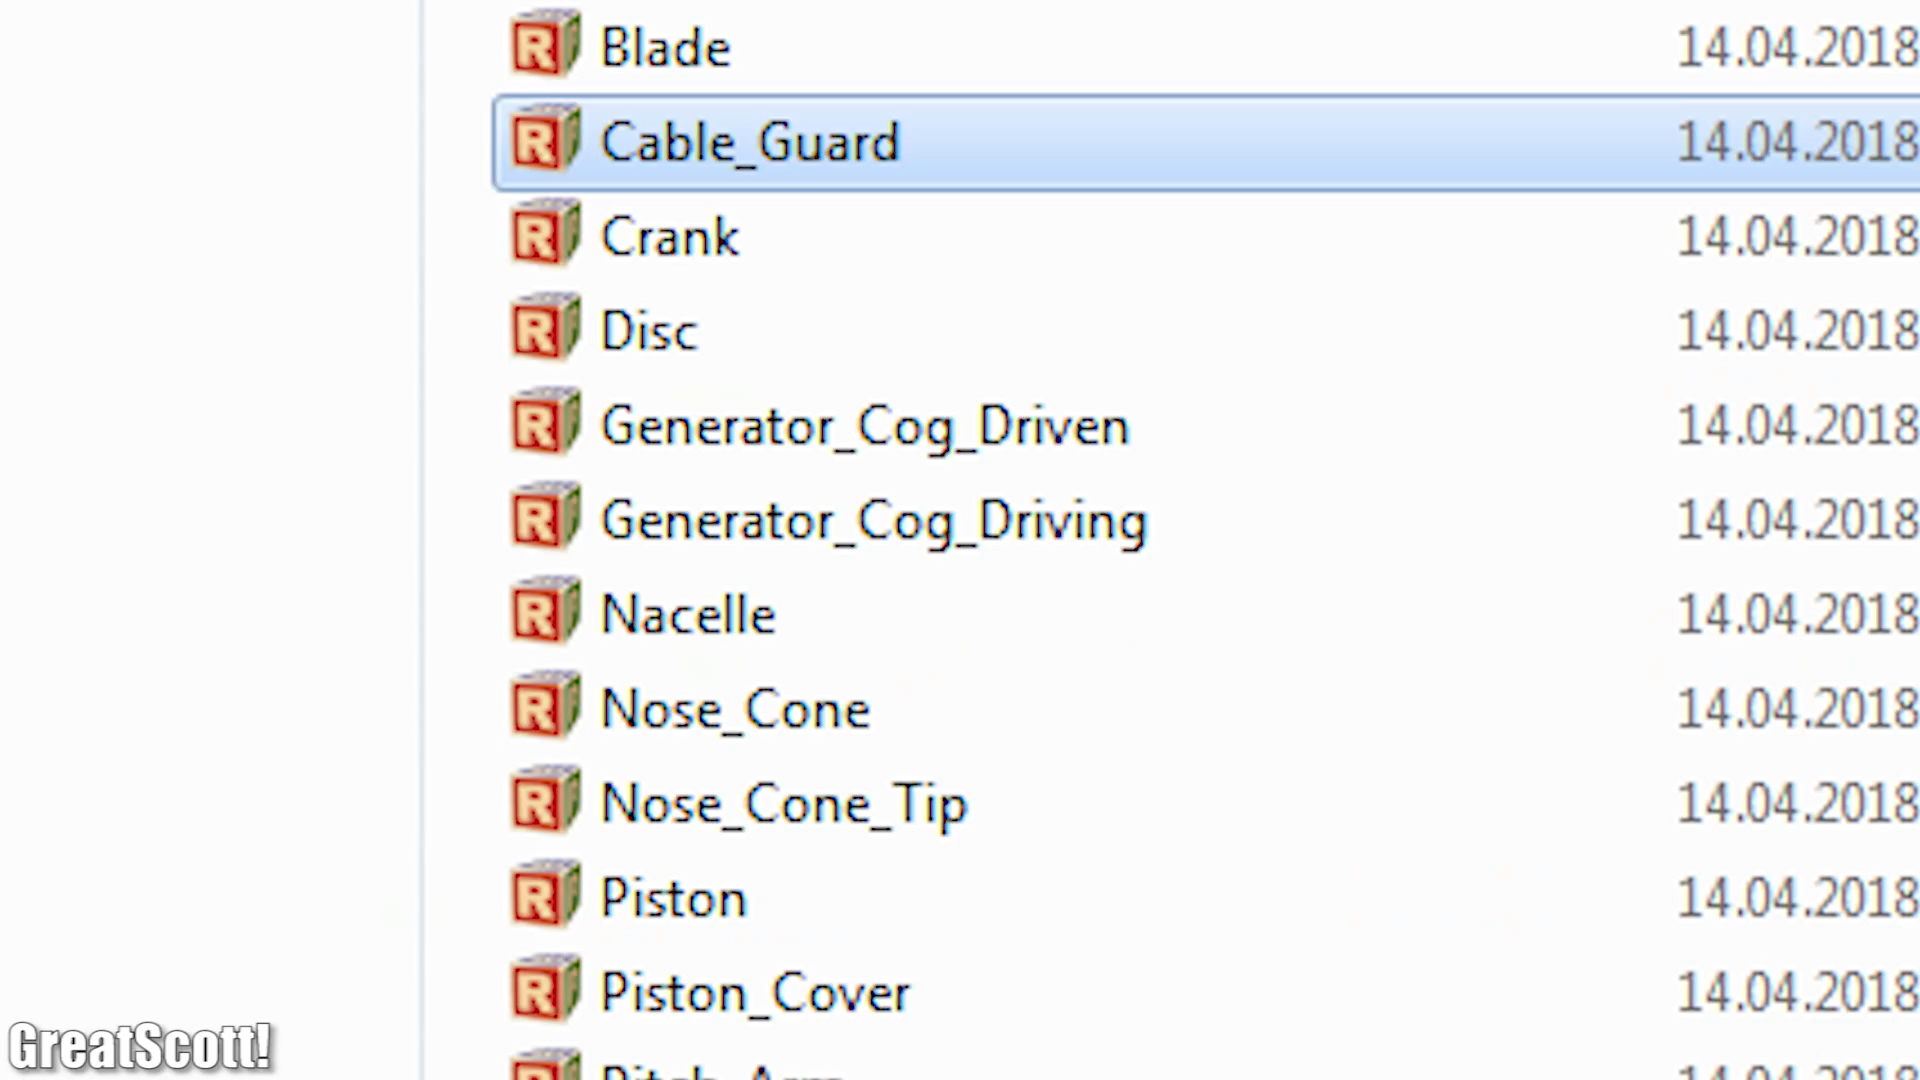 Blade 14.04.2018
Cable_Guard 14.04.2018
Crank 14.04.2018
Disc 14.04.2018
Generator_Cog_Driven 14.04.2018
Generator_Cog_Driving 14.04.2018
Nacelle 14.04.2018
Nose_Cone 14.04.2018
Nose_Cone_Tip 14.04.2018
Piston 14.04.2018
Piston_Cover 14.04.2018
GreatScott!